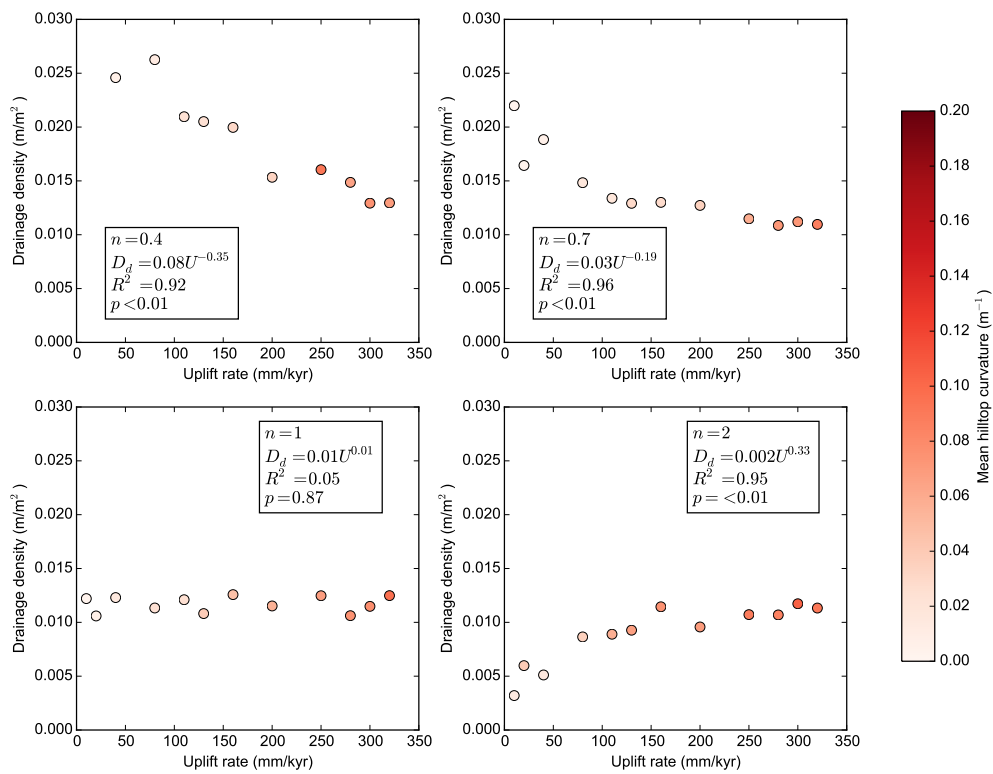 0.030
0.025
0.020
0.015
0.010
0.005
0.000
Drainage density (m/m² )
n=0.4
D_d=0.08U^−0.35
R² =0.92
p<0.01
0 50 100 150 200 250 300 350
Uplift rate (mm/kyr)
0.030
0.025
0.020
0.015
0.010
0.005
0.000
Drainage density (m/m² )
n=0.7
D_d=0.03U^−0.19
R² =0.96
p<0.01
0 50 100 150 200 250 300 350
Uplift rate (mm/kyr)
0.030
0.025
0.020
0.015
0.010
0.005
0.000
Drainage density (m/m² )
n=1
D_d=0.01U^0.01
R² =0.05
p=0.87
0 50 100 150 200 250 300 350
Uplift rate (mm/kyr)
0.030
0.025
0.020
0.015
0.010
0.005
0.000
Drainage density (m/m² )
n=2
D_d=0.002U^0.33
R² =0.95
p= <0.01
0 50 100 150 200 250 300 350
Uplift rate (mm/kyr)
0.20
0.18
0.16
0.14
0.12
0.10
0.08
0.06
0.04
0.02
0.00
Mean hilltop curvature (m⁻¹ )